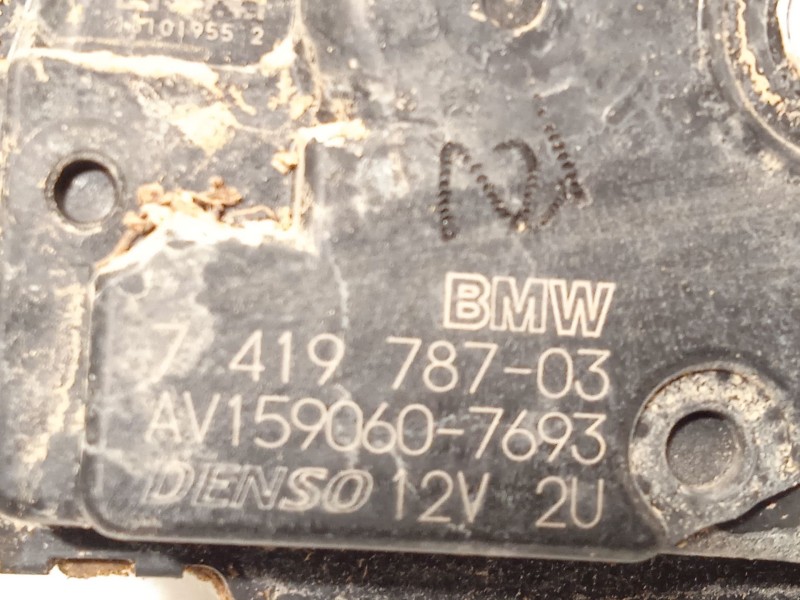 BMW
7 419 787-03
AV159060-7693
DENSO 12V 2U